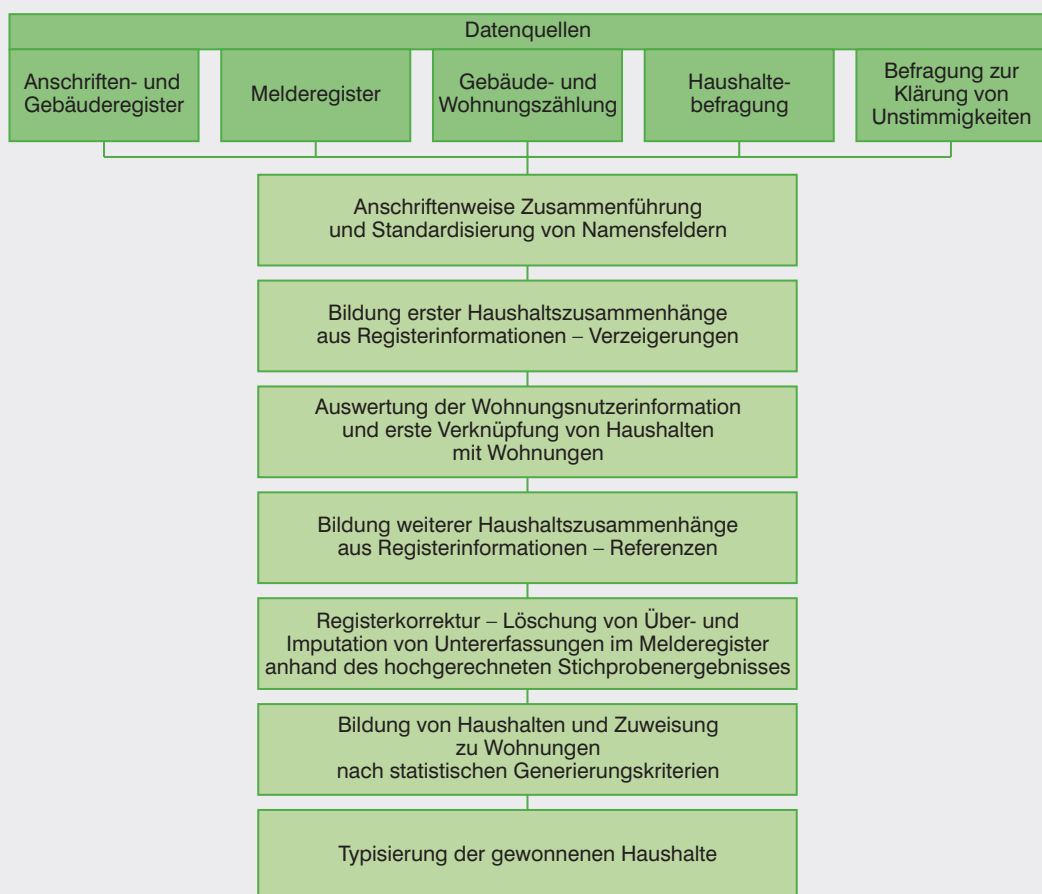 Datenquellen
Anschriften- und
Gebäuderegister
Melderegister
Gebäude- und
Wohnungszählung
Haushalte-
befragung
Befragung zur
Klärung von
Unstimmigkeiten
Anschriftenweise Zusammenführung
und Standardisierung von Namensfeldern
Bildung erster Haushaltszusammenhänge
aus Registerinformationen – Verzeigerungen
Auswertung der Wohnungsnutzerinformation
und erste Verknüpfung von Haushalten
mit Wohnungen
Bildung weiterer Haushaltszusammenhänge
aus Registerinformationen – Referenzen
Registerkorrektur – Löschung von Über- und
Imputation von Untererfassungen im Melderegister
anhand des hochgerechneten Stichprobenergebnisses
Bildung von Haushalten und Zuweisung
zu Wohnungen
nach statistischen Generierungskriterien
Typisierung der gewonnenen Haushalte